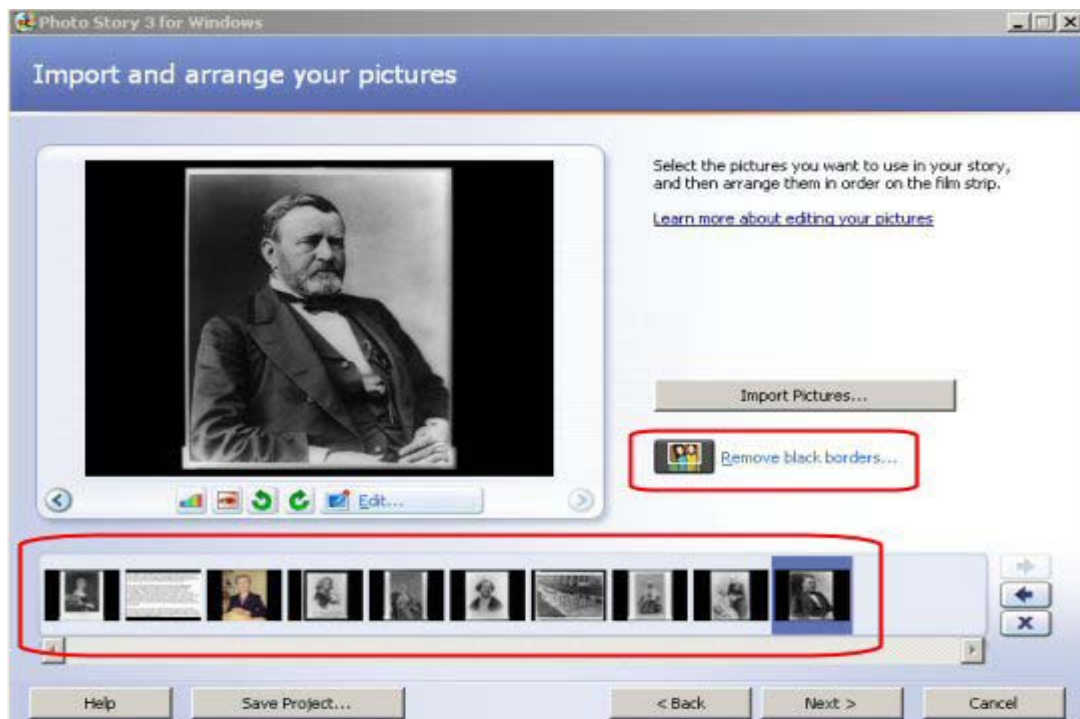 Photo Story 3 for Windows
Import and arrange your pictures
Select the pictures you want to use in your story,
and then arrange them in order on the film strip.
Learn more about editing your pictures
Import Pictures...
Remove black borders...
Edit...
Help
Save Project...
< Back
Next >
Cancel